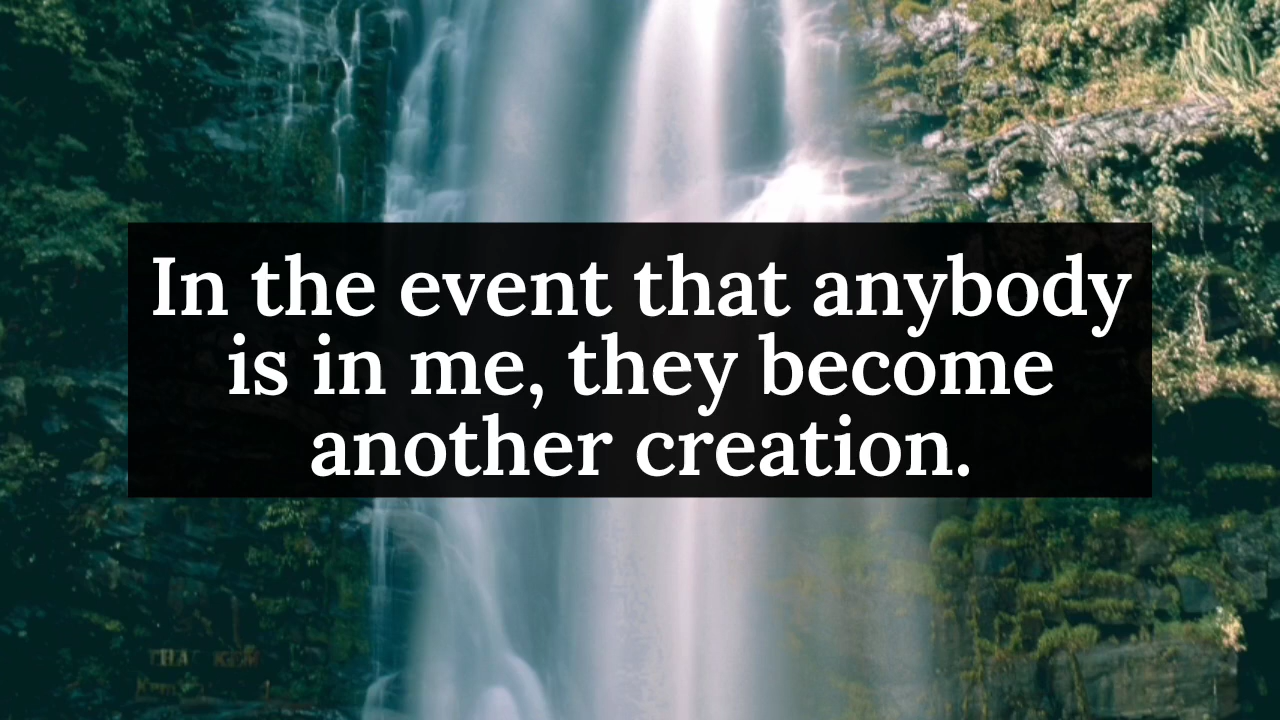 In the event that anybody
is in me, they become
another creation.